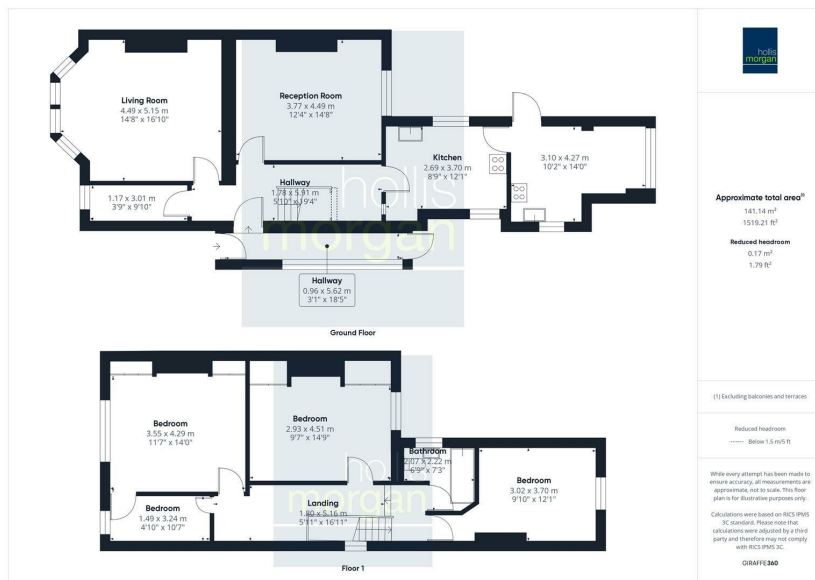 Living Room
4.49 x 5.15 m
14'8" x 16'10"
Reception Room
3.77 x 4.49 m
12'4" x 14'8"
Kitchen
2.69 x 3.70 m
8'9" x 12'1"
3.10 x 4.27 m
10'2" x 14'0"
1.17 x 3.01 m
3'9" x 9'10"
Hallway
1.78 x 5.91 m
5'10" x 19'4"
hollis
morgan
Hallway
0.96 x 5.62 m
3'1" x 18'5"
Ground Floor
Bedroom
3.55 x 4.29 m
11'7" x 14'0"
Bedroom
2.93 x 4.51 m
9'7" x 14'9"
Bathroom
2.07 x 2.22 m
6'9" x 7'3"
Bedroom
3.02 x 3.70 m
9'10" x 12'1"
Bedroom
1.49 x 3.24 m
4'10" x 10'7"
Landing
1.80 x 5.16 m
5'11" x 16'11"
hollis
morgan
Floor 1
hollis
morgan
Approximate total area(1)
141.14 m²
1519.21 ft²
Reduced headroom
0.17 m²
1.79 ft²
(1) Excluding balconies and terraces
Reduced headroom
Below 1.5 m/5 ft
While every attempt has been made to
ensure accuracy, all measurements are
approximate, not to scale. This floor
plan is for illustrative purposes only.
Calculations were based on RICS IPMS
3C standard. Please note that
calculations were adjusted by a third
party and therefore may not comply
with RICS IPMS 3C.
GIRAFFE360